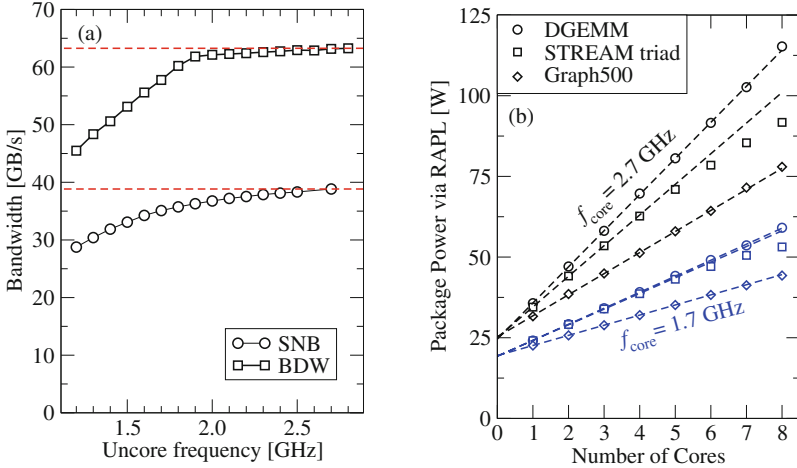 (a)
70
60
50
40
30
20
10
0
Bandwidth [GB/s]
1.5
2.0
2.5
Uncore frequency [GHz]
SNB
BDW
(b)
DGEMM
STREAM triad
Graph500
125
100
75
50
25
0
Package Power via RAPL [W]
f_core = 2.7 GHz
f_core = 1.7 GHz
0 1 2 3 4 5 6 7 8
Number of Cores